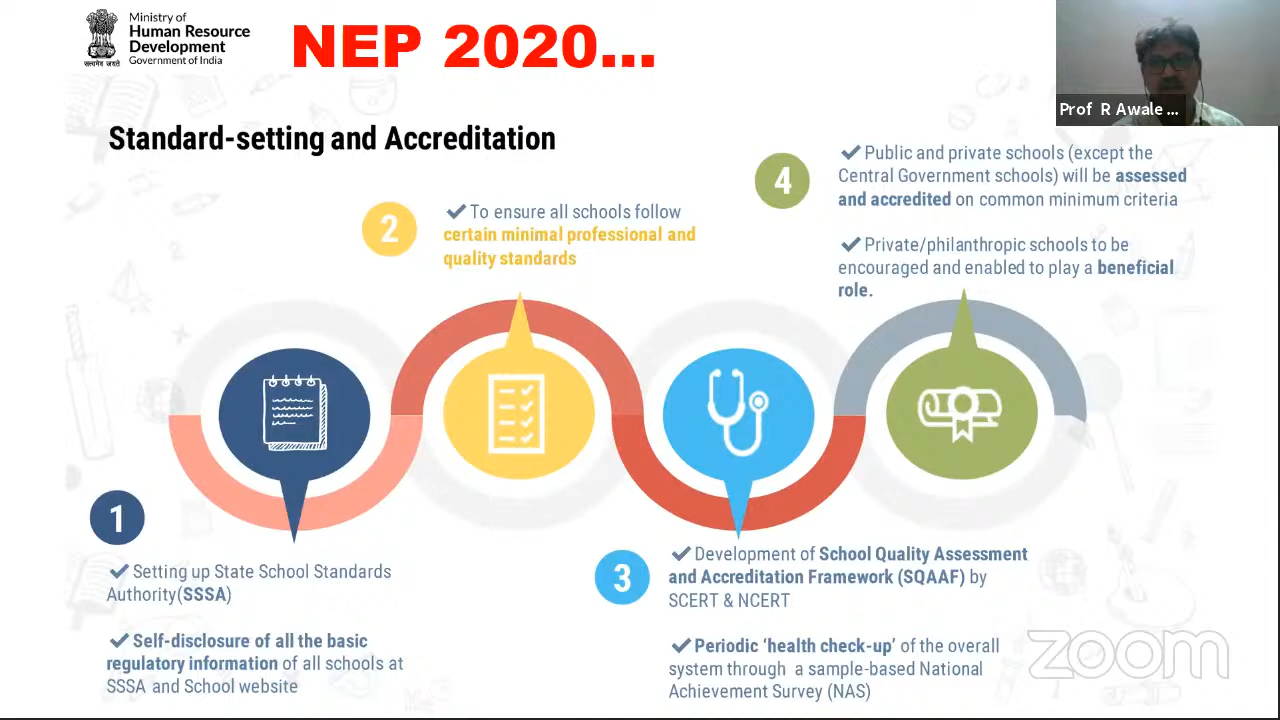 सत्यमेव जयते
Ministry of
Human Resource
Development
Government of India
NEP 2020...
Prof R Awale ...
Standard-setting and Accreditation
1
✔ Setting up State School Standards
Authority(SSSA)
✔ Self-disclosure of all the basic
regulatory information of all schools at
SSSA and School website
2
✔ To ensure all schools follow
certain minimal professional and
quality standards
3
✔ Development of School Quality Assessment
and Accreditation Framework (SQAAF) by
SCERT & NCERT
✔ Periodic ‘health check-up’ of the overall
system through a sample-based National
Achievement Survey (NAS)
4
✔ Public and private schools (except the
Central Government schools) will be assessed
and accredited on common minimum criteria
✔ Private/philanthropic schools to be
encouraged and enabled to play a beneficial
role.
zoom